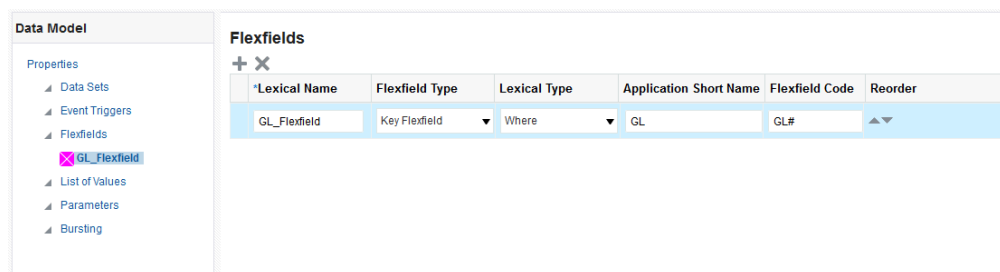 Data Model
Properties
Data Sets
Event Triggers
Flexfields
GL_Flexfield
List of Values
Parameters
Bursting
Flexfields
*Lexical Name Flexfield Type Lexical Type Application Short Name Flexfield Code Reorder
GL_Flexfield Key Flexfield Where GL GL#